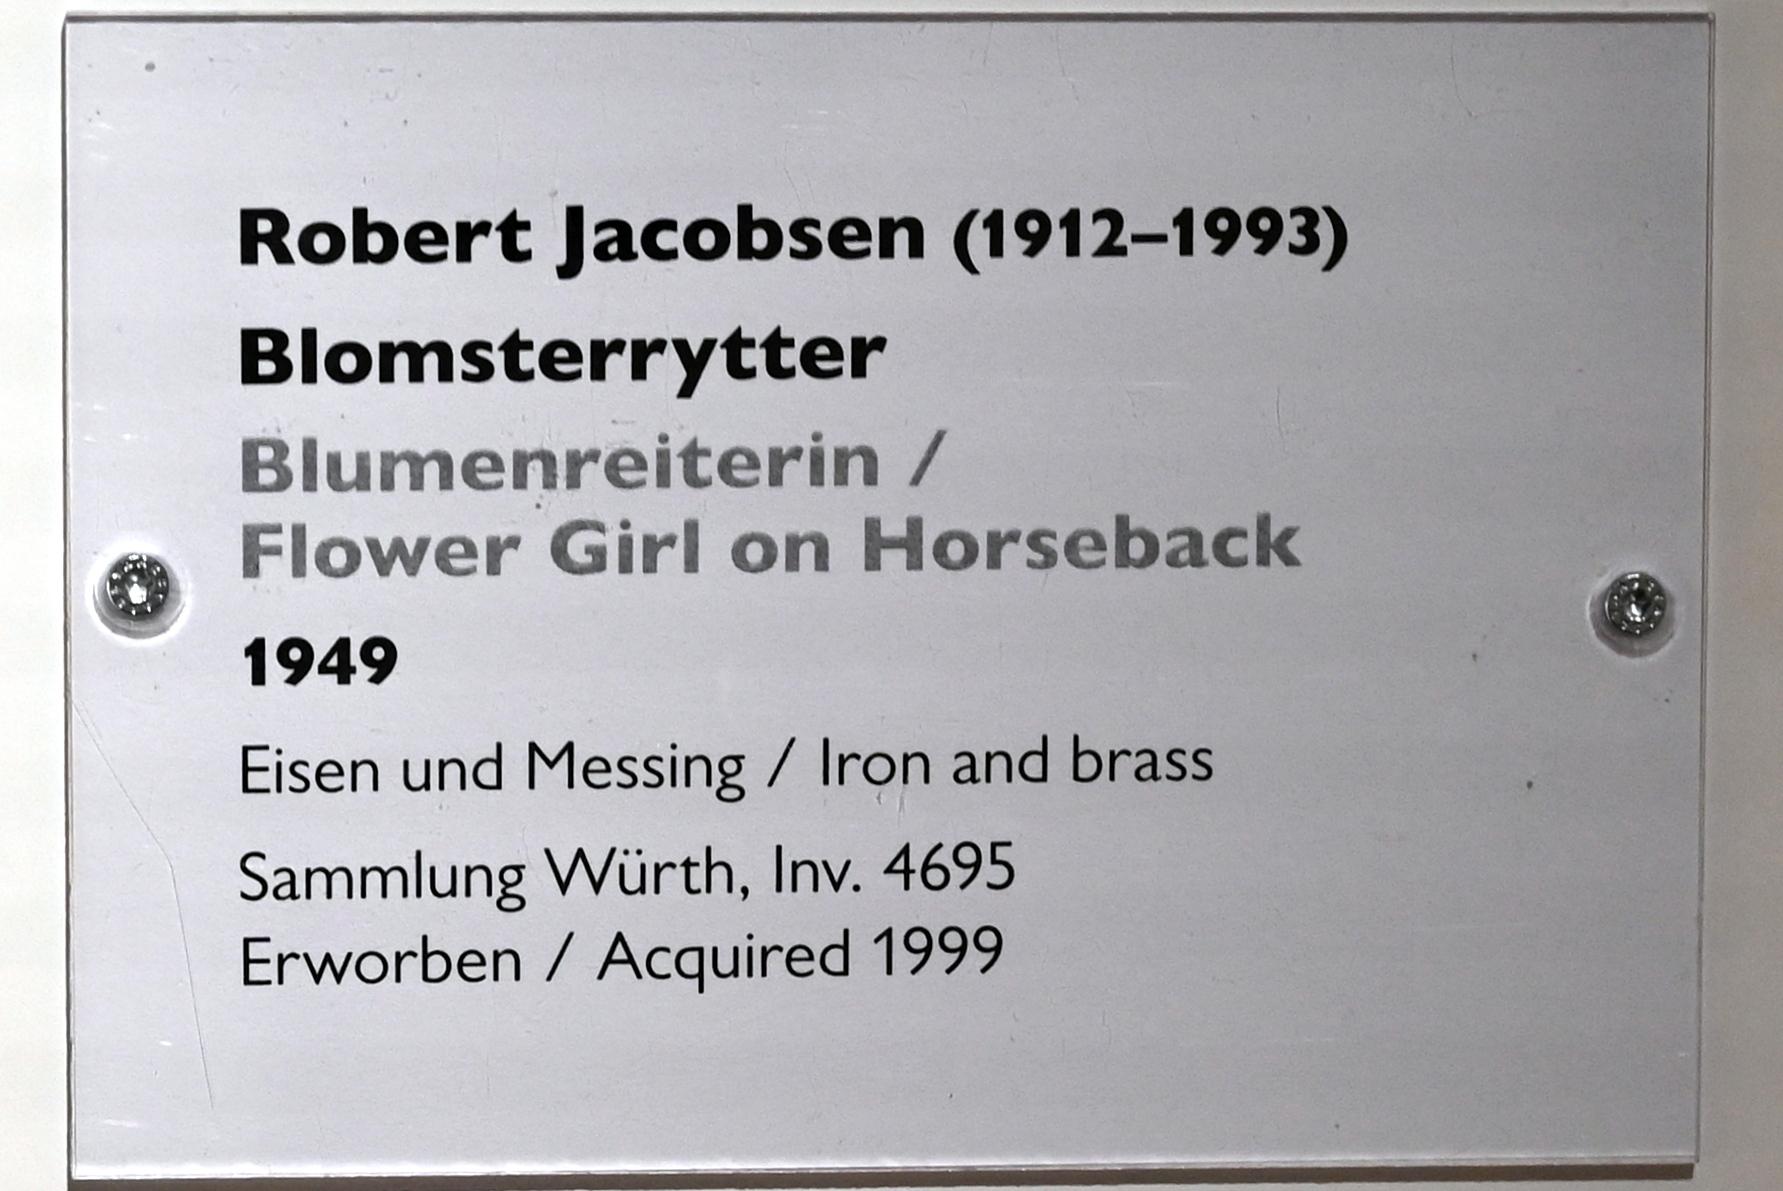 Robert Jacobsen (1912–1993)
Blomsterrytter
Blumenreiterin /
Flower Girl on Horseback
1949
Eisen und Messing / Iron and brass
Sammlung Würth, Inv. 4695
Erworben / Acquired 1999